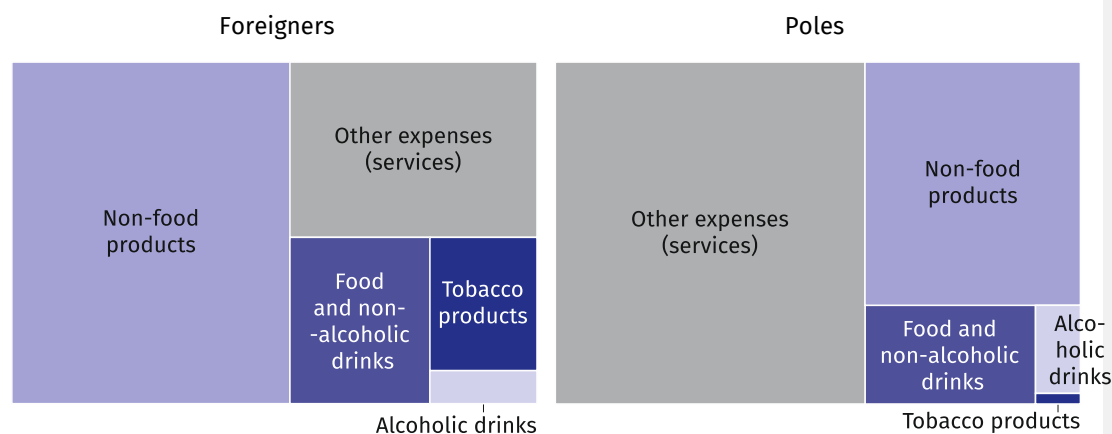 Foreigners
Non-food
products
Other expenses
(services)
Food
and non-
-alcoholic
drinks
Tobacco
products
Alcoholic drinks
Poles
Other expenses
(services)
Non-food
products
Food and
non-alcoholic
drinks
Alco-
holic
drinks
Tobacco products